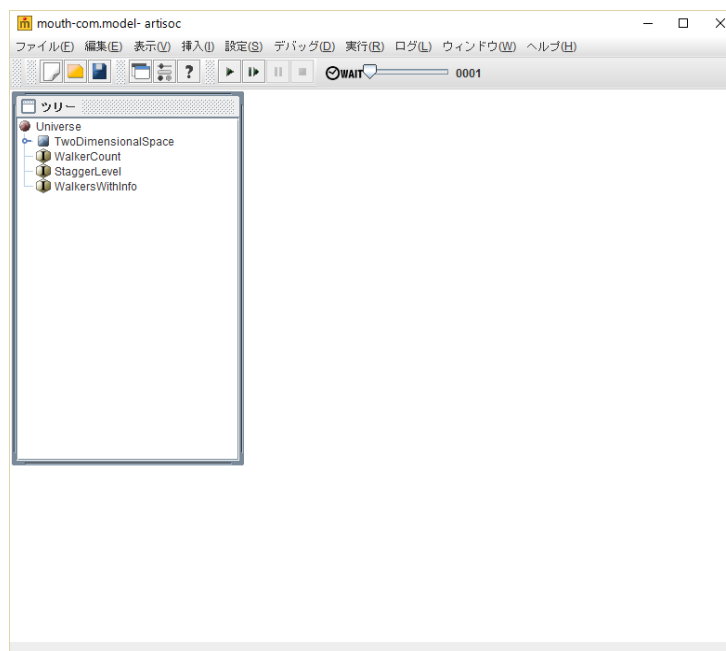 mouth-com.model- artisoc
ファイル(F) 編集(E) 表示(V) 挿入(I) 設定(S) デバッグ(D) 実行(R) ログ(L) ウィンドウ(W) ヘルプ(H)
? WAIT 0001
ツリー
Universe
TwoDimensionalSpace
WalkerCount
StaggerLevel
WalkersWithInfo